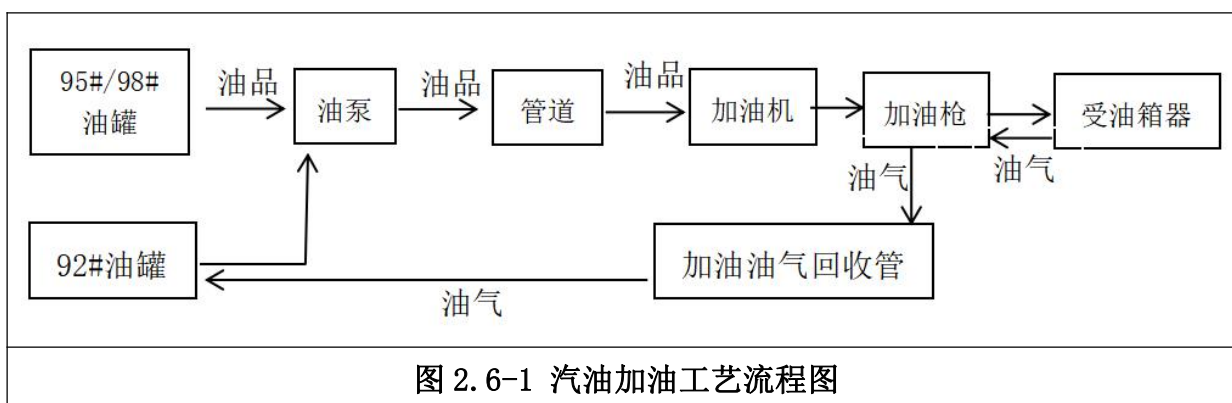 95#/98#
油罐
油品
油泵
油品
管道
油品
加油机
加油枪
受油箱器
油气
油气
92#油罐
加油油气回收管
油气
图 2.6-1 汽油加油工艺流程图